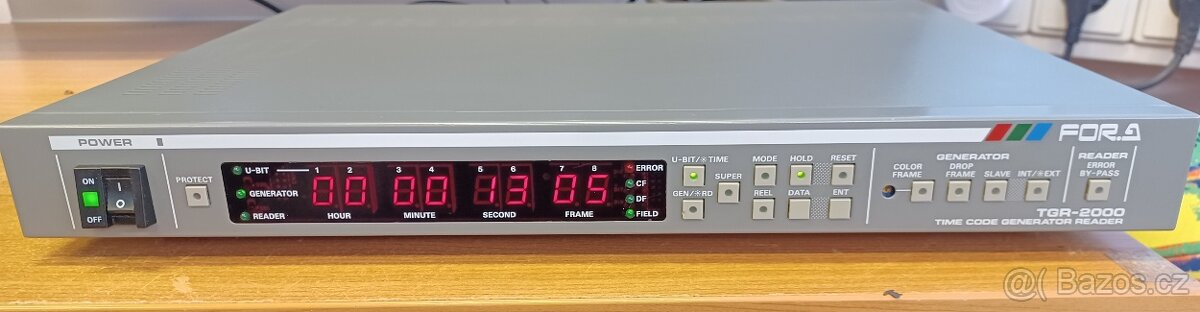 POWER
ON
OFF
I
O
PROTECT
U-BIT
1 2 3 4 5 6 7 8
GENERATOR
READER
00 00 13 05
HOUR MINUTE SECOND FRAME
ERROR
CF
DF
FIELD
U-BIT/※TIME
GEN/※RD
SUPER
MODE HOLD RESET
REEL DATA ENT
GENERATOR
COLOR FRAME
DROP FRAME
SLAVE
INT/※EXT
FOR.A
READER
ERROR BY-PASS
TGR-2000
TIME CODE GENERATOR READER
Bazos.cz